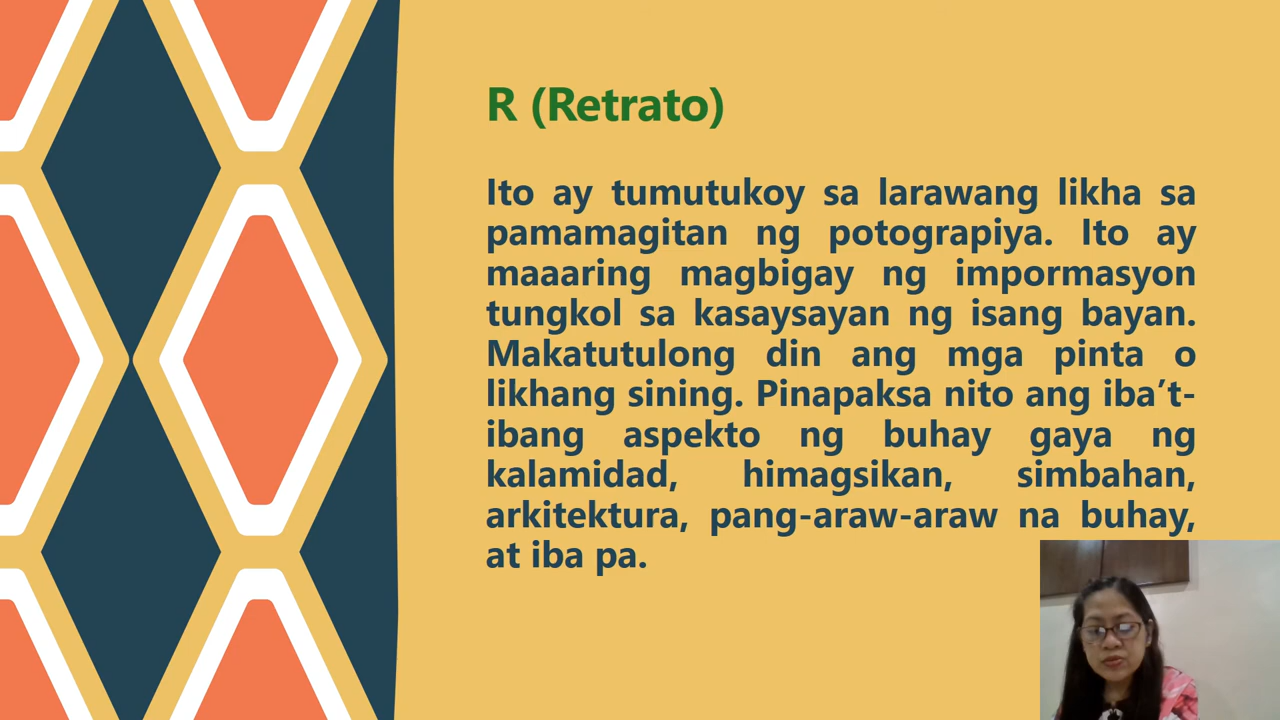 R (Retrato)
Ito ay tumutukoy sa larawang likha sa
pamamagitan ng potograpiya. Ito ay
maaaring magbigay ng impormasyon
tungkol sa kasaysayan ng isang bayan.
Makatutulong din ang mga pinta o
likhang sining. Pinapaksa nito ang iba’t-
ibang aspekto ng buhay gaya ng
kalamidad, himagsikan, simbahan,
arkitektura, pang-araw-araw na buhay,
at iba pa.